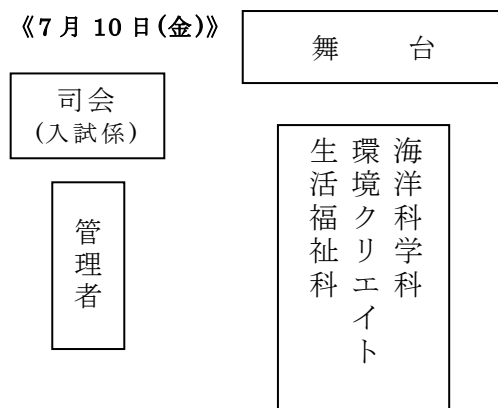 《7月10日(金)》
舞　台
司会
(入試係)
管理者
海洋科学科
環境クリエイト
生活福祉科